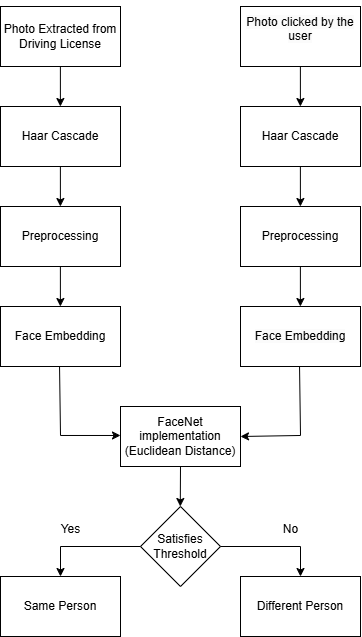 Photo Extracted from
Driving License
Photo clicked by the
user
Haar Cascade
Haar Cascade
Preprocessing
Preprocessing
Face Embedding
Face Embedding
FaceNet
implementation
(Euclidean Distance)
Satisfies
Threshold
Yes
No
Same Person
Different Person